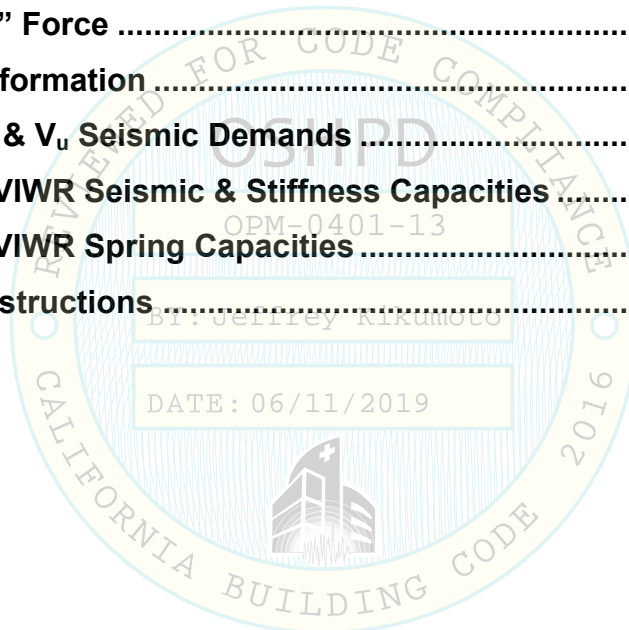 ” Force ..........................................................
formation ......................................................
& Vu Seismic Demands ...............................
VIWR Seismic & Stiffness Capacities ........
VIWR Spring Capacities ...............................
structions .....................................................
REVIEWED FOR CODE COMPLIANCE
OSHPD
OPM-0401-13
BY: Jeffrey Kikumoto
DATE: 06/11/2019
CALIFORNIA BUILDING CODE 2016